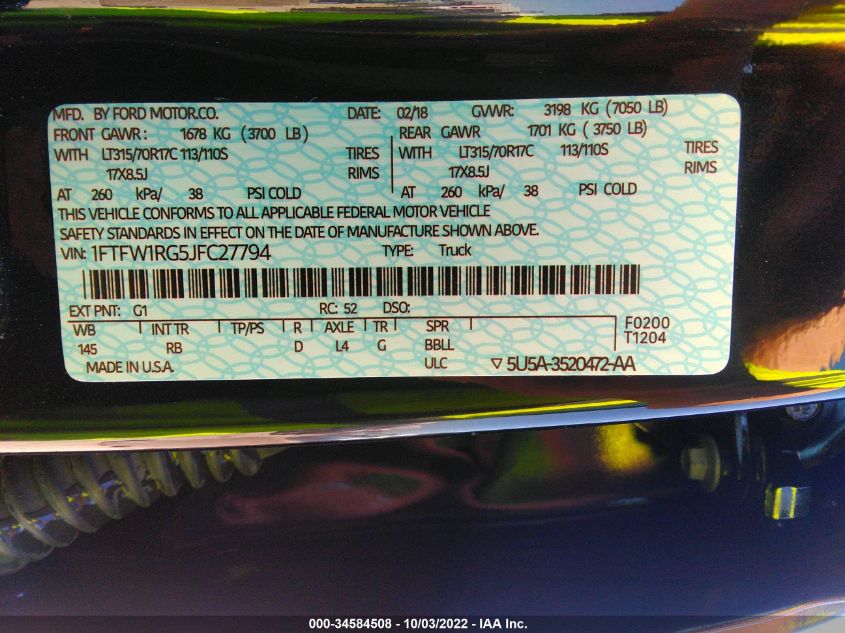 MFD. BY FORD MOTOR.CO. DATE: 02/18 GVWR: 3198 KG (7050 LB)
FRONT GAWR: 1678 KG (3700 LB) REAR GAWR 1701 KG (3750 LB)
WITH LT315/70R17C 113/110S TIRES WITH LT315/70R17C 113/110S TIRES
17X8.5J RIMS 17X8.5J RIMS
AT 260 kPa/ 38 PSI COLD AT 260 kPa/ 38 PSI COLD
THIS VEHICLE CONFORMS TO ALL APPLICABLE FEDERAL MOTOR VEHICLE
SAFETY STANDARDS IN EFFECT ON THE DATE OF MANUFACTURE SHOWN ABOVE.
VIN: 1FTFW1RG5JFC27794 TYPE: Truck
EXT PNT: G1 RC: 52 DSO:
WB INT TR TP/PS R AXLE TR SPR F0200
145 RB D L4 G BBLL T1204
MADE IN U.S.A. ULC ▽ 5U5A-3520472-AA
000-34584508 - 10/03/2022 - IAA Inc.